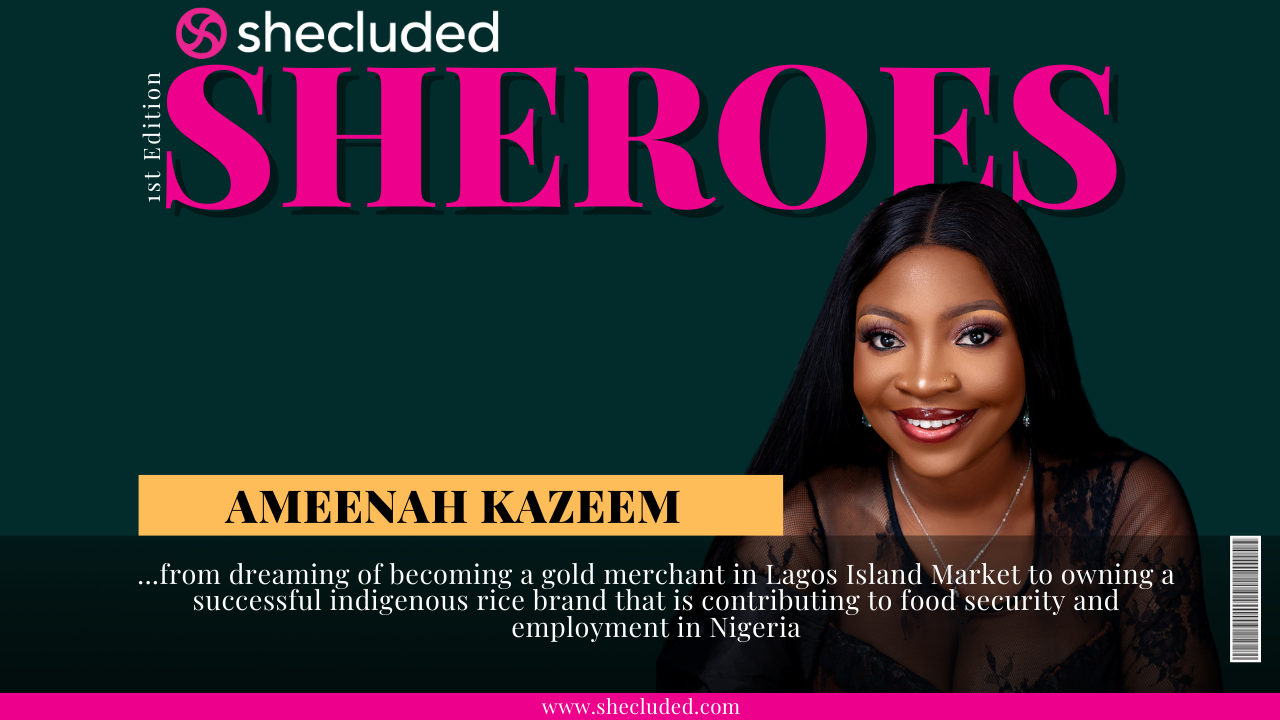 shecluded
1st Edition
SHEROES
AMEENAH KAZEEM
...from dreaming of becoming a gold merchant in Lagos Island Market to owning a
successful indigenous rice brand that is contributing to food security and
employment in Nigeria
www.shecluded.com